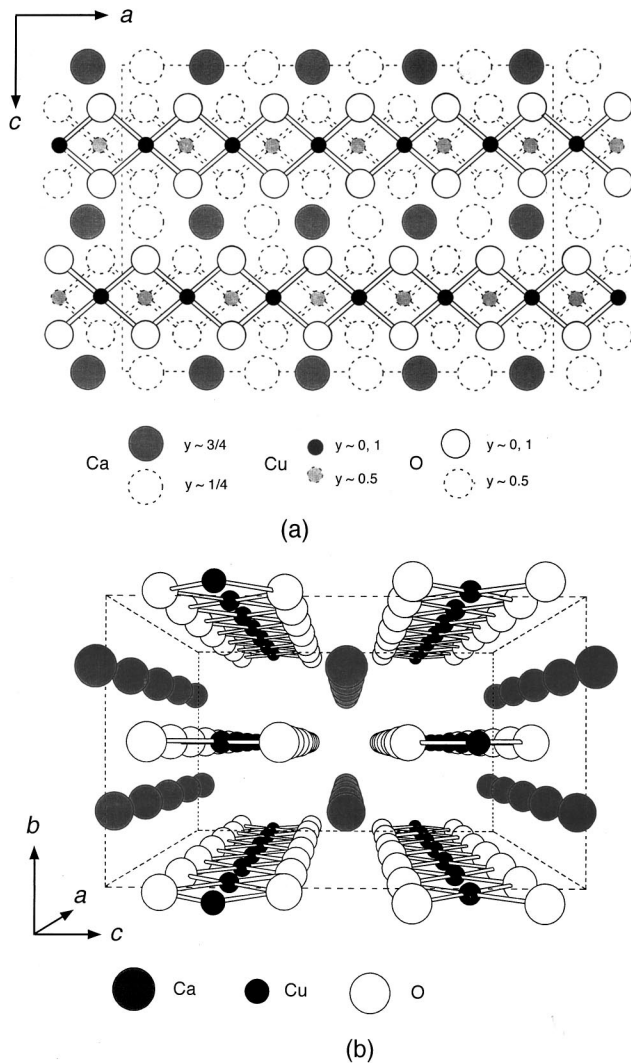 a
c
Ca y ~ 3/4 Cu y ~ 0, 1 O y ~ 0, 1
y ~ 1/4 y ~ 0.5 y ~ 0.5
(a)
b
a
c
Ca Cu O
(b)